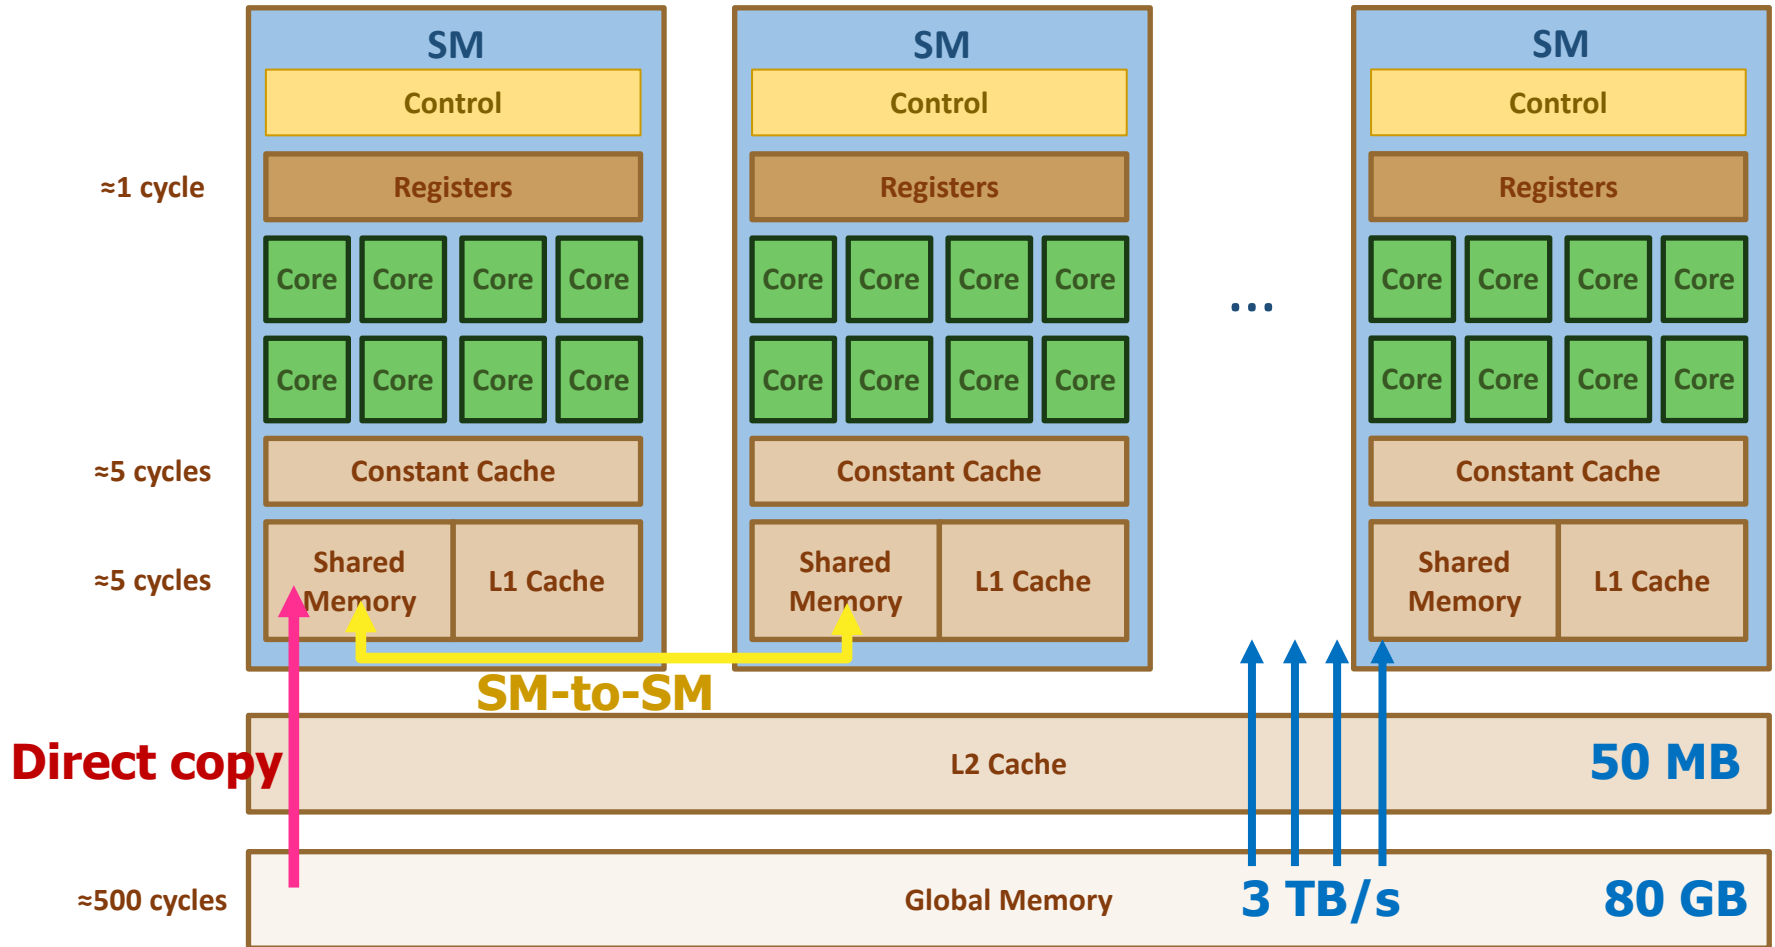 SM SM SM
Control Control Control
≈1 cycle Registers Registers Registers
Core Core Core Core Core Core Core Core Core Core Core Core
...
Core Core Core Core Core Core Core Core Core Core Core Core
≈5 cycles Constant Cache Constant Cache Constant Cache
≈5 cycles Shared Memory L1 Cache Shared Memory L1 Cache Shared Memory L1 Cache
SM-to-SM
Direct copy L2 Cache 50 MB
≈500 cycles Global Memory 3 TB/s 80 GB